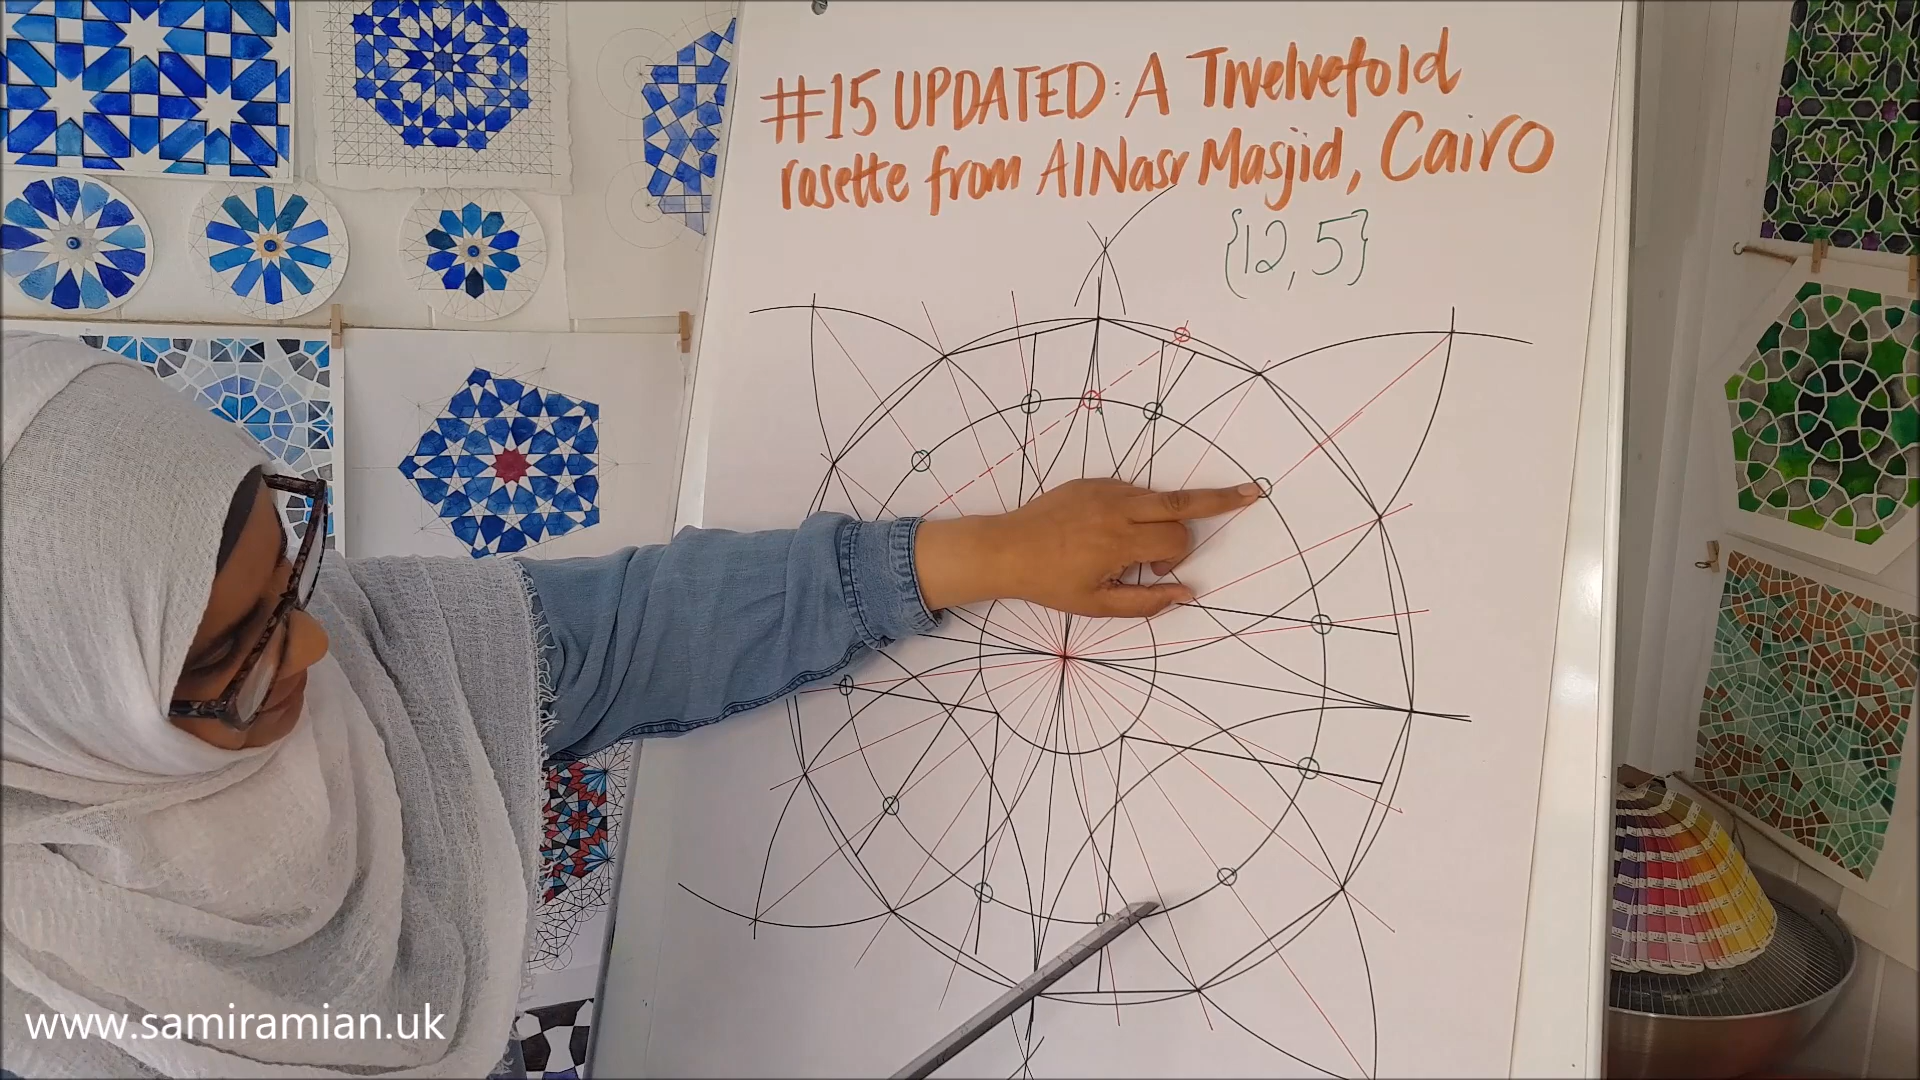 #15 UPDATED: A Twelvefold
rosette from AlNasr Masjid, Cairo
{12,5}
www.samiramian.uk